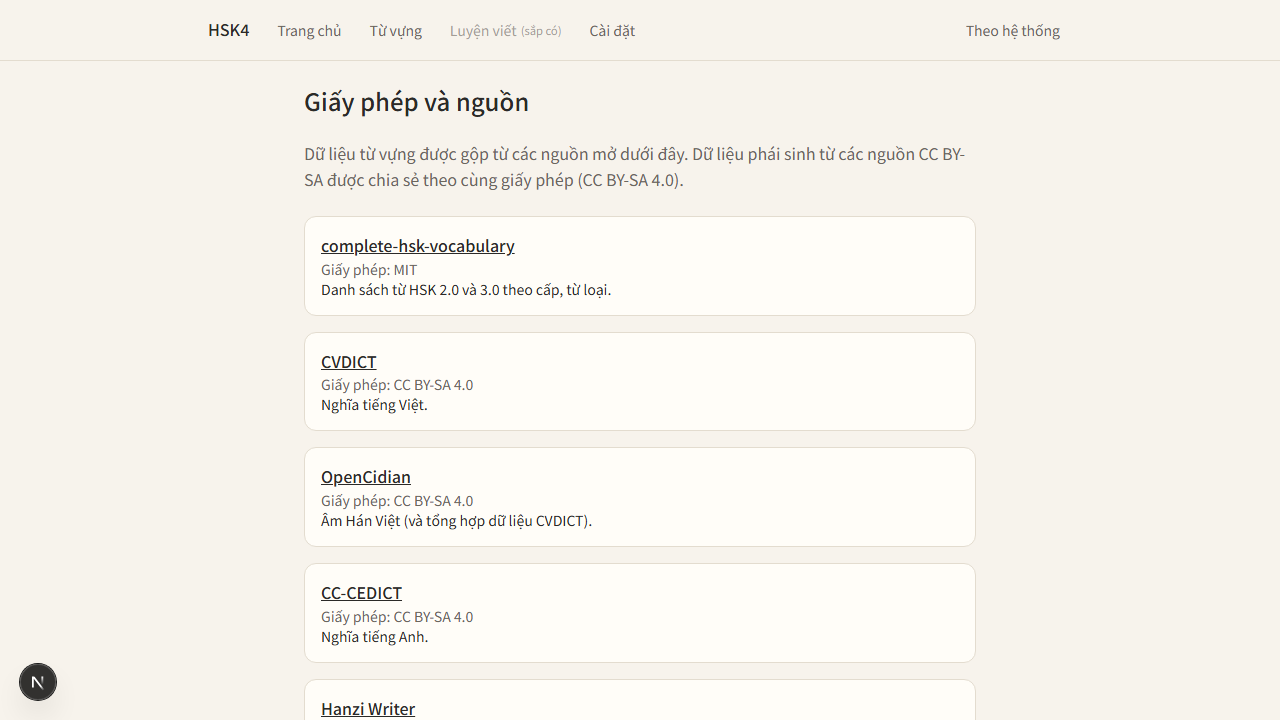 HSK4 Trang chủ Từ vựng Luyện viết (sắp có) Cài đặt Theo hệ thống
Giấy phép và nguồn
Dữ liệu từ vựng được gộp từ các nguồn mở dưới đây. Dữ liệu phái sinh từ các nguồn CC BY-
SA được chia sẻ theo cùng giấy phép (CC BY-SA 4.0).
complete-hsk-vocabulary
Giấy phép: MIT
Danh sách từ HSK 2.0 và 3.0 theo cấp, từ loại.
CVDICT
Giấy phép: CC BY-SA 4.0
Nghĩa tiếng Việt.
OpenCidian
Giấy phép: CC BY-SA 4.0
Âm Hán Việt (và tổng hợp dữ liệu CVDICT).
CC-CEDICT
Giấy phép: CC BY-SA 4.0
Nghĩa tiếng Anh.
N
Hanzi Writer